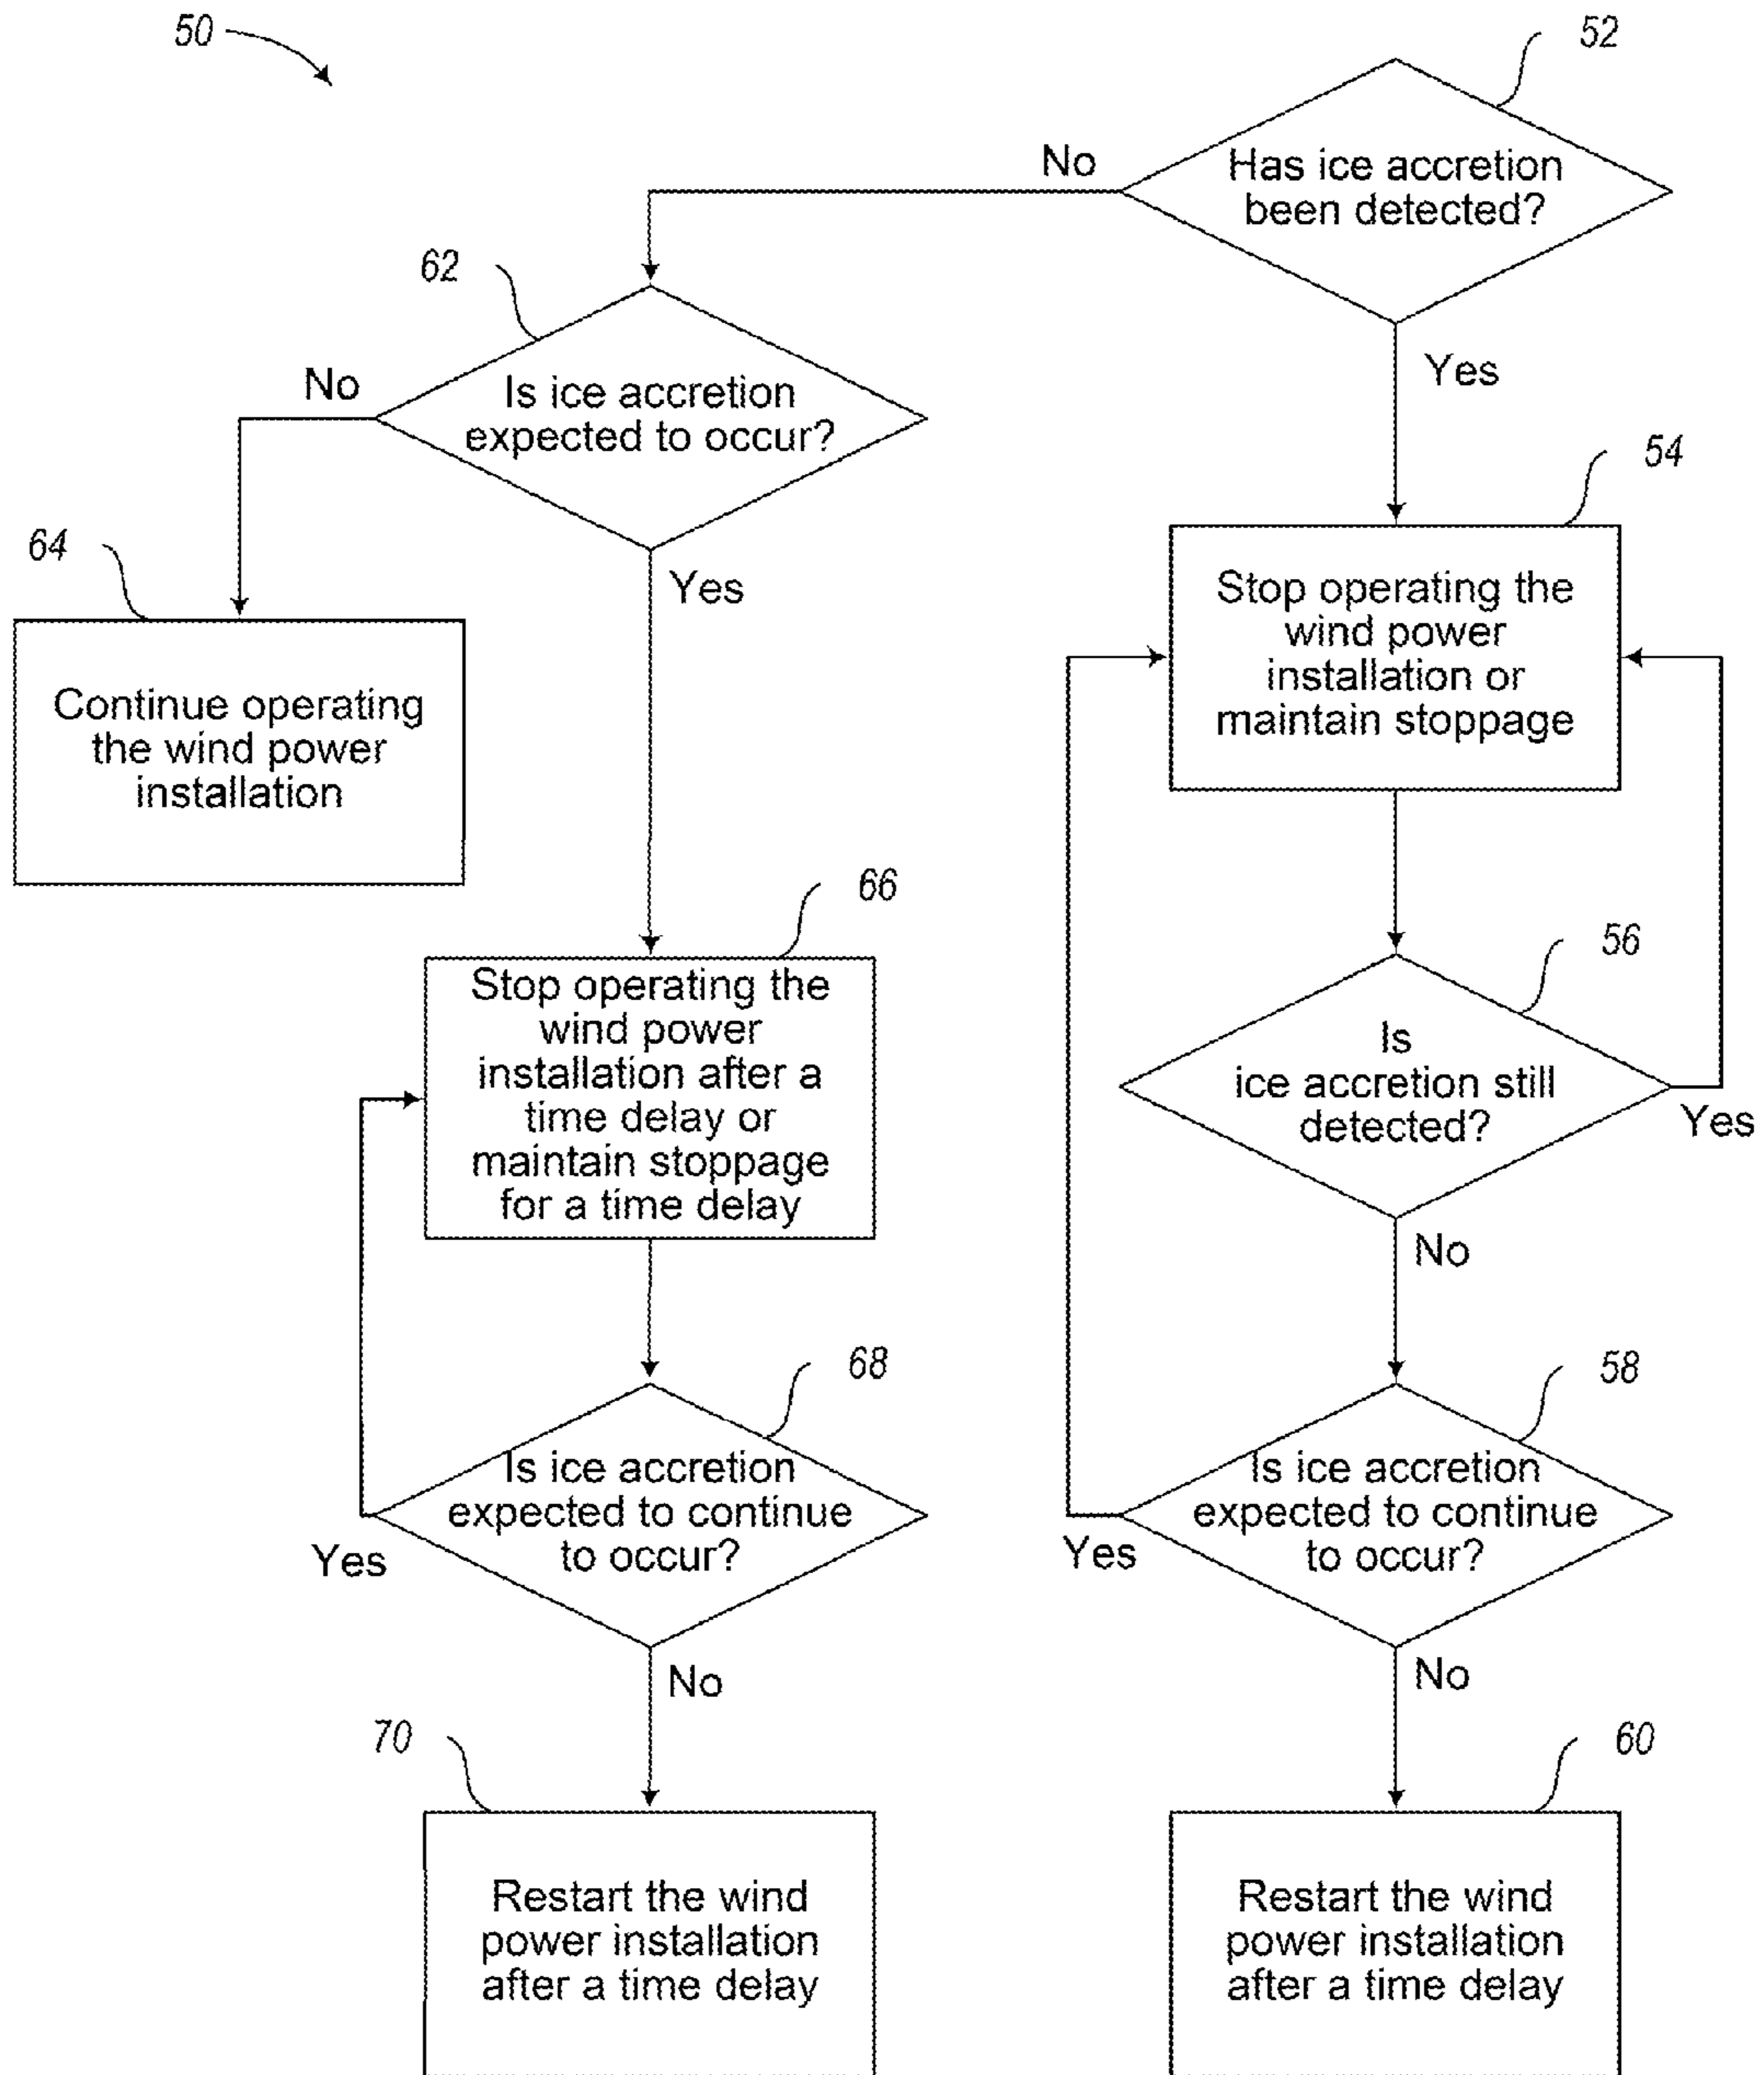 50
52
Has ice accretion
been detected?
No
Yes
62
Is ice accretion
expected to occur?
No
Yes
54
Stop operating the
wind power
installation or
maintain stoppage
64
Continue operating
the wind power
installation
66
Stop operating the
wind power
installation after a
time delay or
maintain stoppage
for a time delay
56
Is
ice accretion still
detected?
Yes
No
68
Is ice accretion
expected to continue
to occur?
Yes
No
58
Is ice accretion
expected to continue
to occur?
Yes
No
70
Restart the wind
power installation
after a time delay
60
Restart the wind
power installation
after a time delay